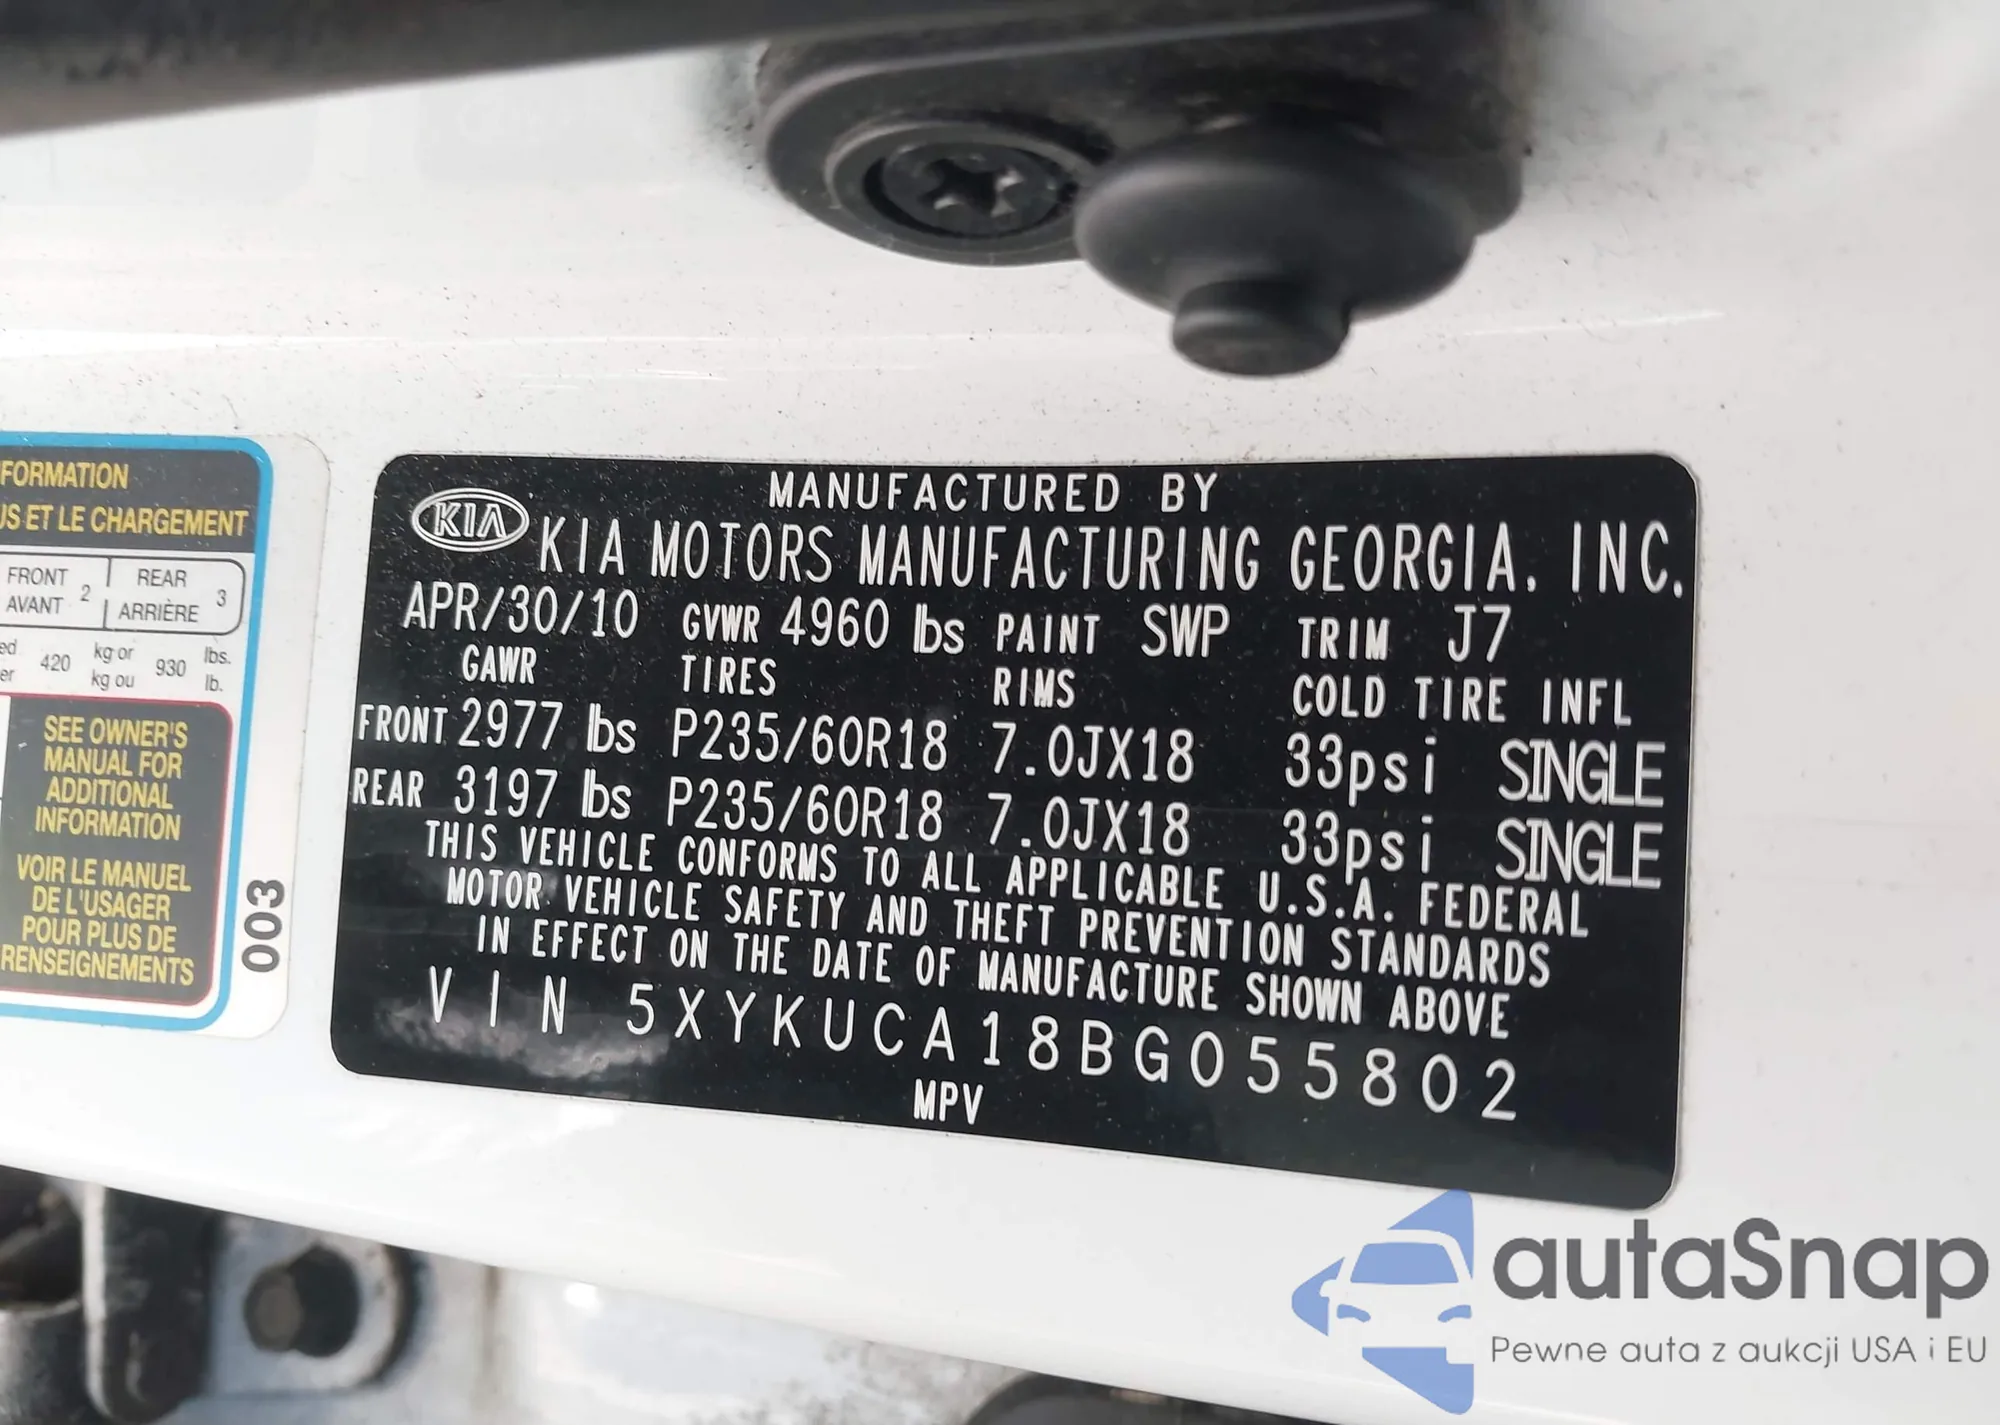 FORMATION
US ET LE CHARGEMENT
FRONT 2 REAR 3
AVANT ARRIÈRE
420 kg or 930 lbs.
kg ou lb.
SEE OWNER'S
MANUAL FOR
ADDITIONAL
INFORMATION
VOIR LE MANUEL
DE L'USAGER
POUR PLUS DE
RENSEIGNEMENTS
003
MANUFACTURED BY
KIA KIA MOTORS MANUFACTURING GEORGIA, INC.
APR/30/10 GVWR 4960 lbs PAINT SWP TRIM J7
GAWR TIRES RIMS COLD TIRE INFL
FRONT 2977 lbs P235/60R18 7.0JX18 33psi SINGLE
REAR 3197 lbs P235/60R18 7.0JX18 33psi SINGLE
THIS VEHICLE CONFORMS TO ALL APPLICABLE U.S.A. FEDERAL
MOTOR VEHICLE SAFETY AND THEFT PREVENTION STANDARDS
IN EFFECT ON THE DATE OF MANUFACTURE SHOWN ABOVE
VIN 5XYKUCA18BG055802
MPV
autaSnap
Pewne auta z aukcji USA i EU